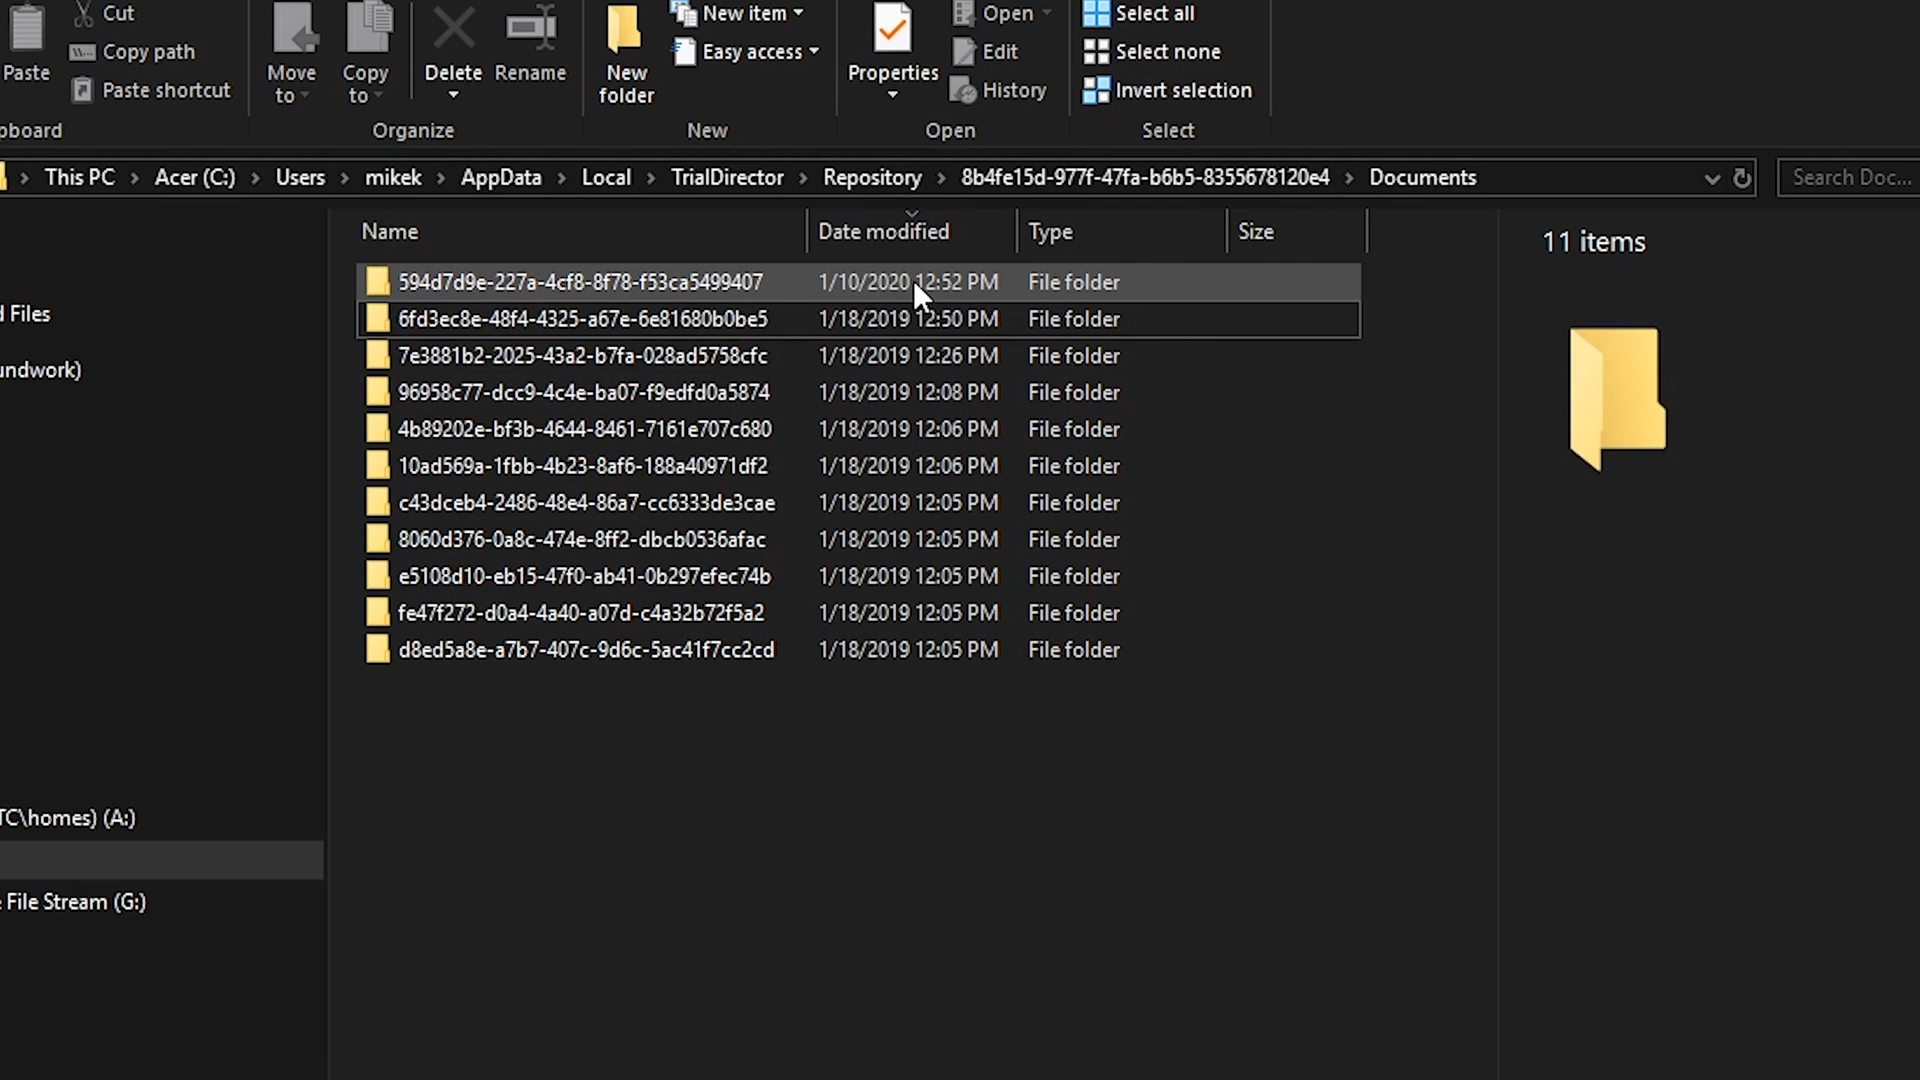 Cut
Copy path
Paste shortcut
Paste
pboard
Move to
Copy to
Delete
Rename
Organize
New folder
New item
Easy access
New
Properties
Open
Edit
History
Open
Select all
Select none
Invert selection
Select
This PC > Acer (C:) > Users > mikek > AppData > Local > TrialDirector > Repository > 8b4fe15d-977f-47fa-b6b5-8355678120e4 > Documents
Search Doc...
Name Date modified Type Size
594d7d9e-227a-4cf8-8f78-f53ca5499407 1/10/2020 12:52 PM File folder
6fd3ec8e-48f4-4325-a67e-6e81680b0be5 1/18/2019 12:50 PM File folder
7e3881b2-2025-43a2-b7fa-028ad5758cfc 1/18/2019 12:26 PM File folder
96958c77-dcc9-4c4e-ba07-f9edfd0a5874 1/18/2019 12:08 PM File folder
4b89202e-bf3b-4644-8461-7161e707c680 1/18/2019 12:06 PM File folder
10ad569a-1fbb-4b23-8af6-188a40971df2 1/18/2019 12:06 PM File folder
c43dceb4-2486-48e4-86a7-cc6333de3cae 1/18/2019 12:05 PM File folder
8060d376-0a8c-474e-8ff2-dbcb0536afac 1/18/2019 12:05 PM File folder
e5108d10-eb15-47f0-ab41-0b297efec74b 1/18/2019 12:05 PM File folder
fe47f272-d0a4-4a40-a07d-c4a32b72f5a2 1/18/2019 12:05 PM File folder
d8ed5a8e-a7b7-407c-9d6c-5ac41f7cc2cd 1/18/2019 12:05 PM File folder
11 items
d Files
undwork)
TC\homes) (A:)
File Stream (G:)